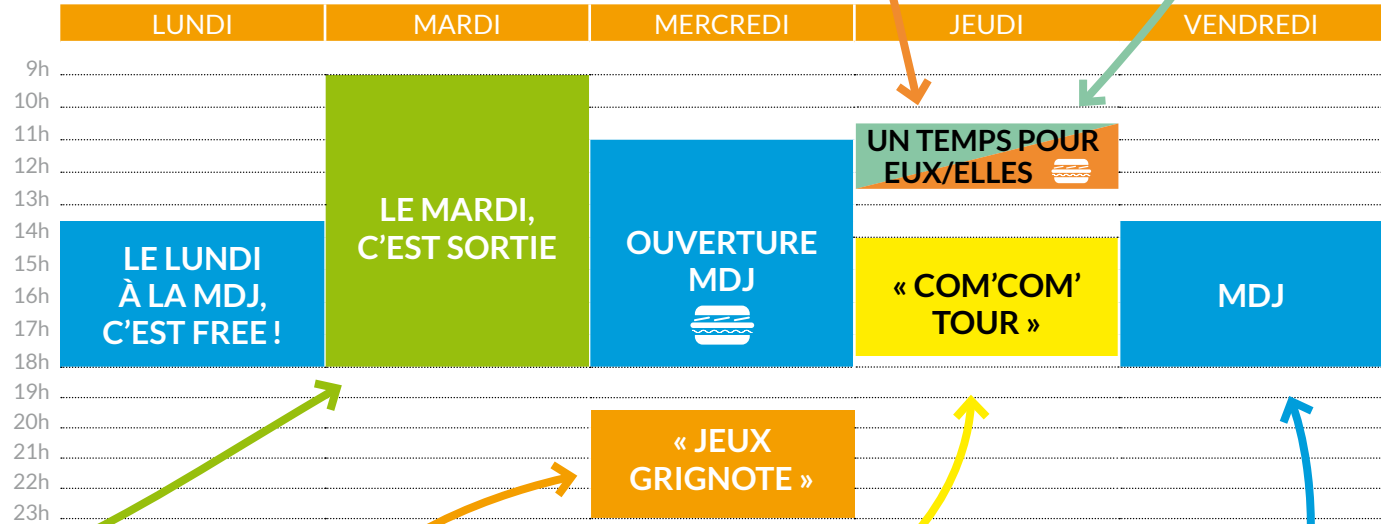 LUNDI
MARDI
MERCREDI
JEUDI
VENDREDI
9h
10h
11h
12h
13h
14h
15h
16h
17h
18h
19h
20h
21h
22h
23h
LE LUNDI
À LA MDJ,
C'EST FREE !
LE MARDI,
C'EST SORTIE
OUVERTURE
MDJ
« JEUX
GRIGNOTE »
UN TEMPS POUR
EUX/ELLES
« COM'COM'
TOUR »
MDJ